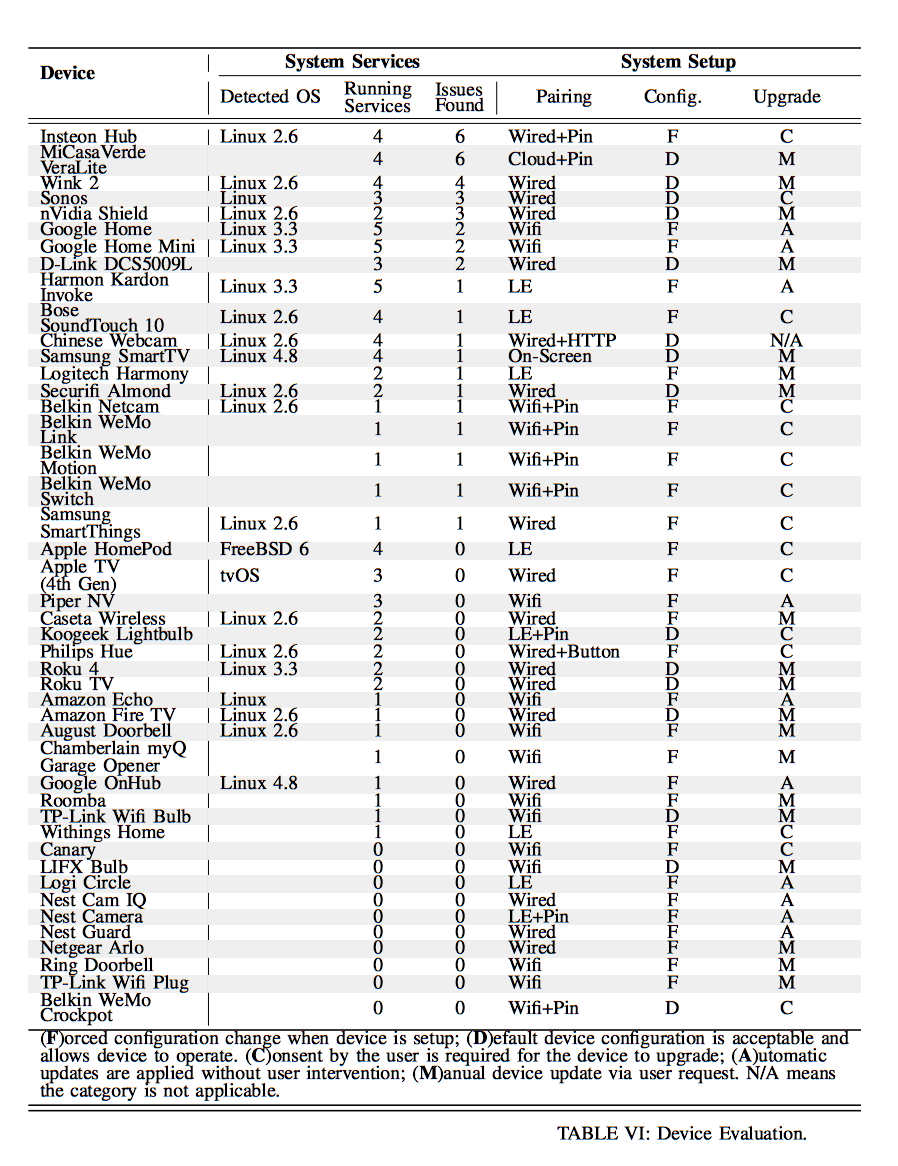 Device System Services System Setup
Detected OS Running Services Issues Found Pairing Config. Upgrade
Insteon Hub Linux 2.6 4 6 Wired+Pin F C
MiCasaVerde VeraLite 4 6 Cloud+Pin D M
Wink 2 Linux 2.6 4 4 Wired D M
Sonos Linux 3 3 Wired D C
nVidia Shield Linux 2.6 2 3 Wired D M
Google Home Linux 3.3 5 2 Wifi F A
Google Home Mini Linux 3.3 5 2 Wifi F A
D-Link DCS5009L 3 2 Wired D M
Harmon Kardon Invoke Linux 3.3 5 1 LE F A
Bose SoundTouch 10 Linux 2.6 4 1 LE F C
Chinese Webcam Linux 2.6 4 1 Wired+HTTP D N/A
Samsung SmartTV Linux 4.8 4 1 On-Screen D M
Logitech Harmony 2 1 LE F M
Securifi Almond Linux 2.6 2 1 Wired D M
Belkin Netcam Linux 2.6 1 1 Wifi+Pin F C
Belkin WeMo Link 1 1 Wifi+Pin F C
Belkin WeMo Motion 1 1 Wifi+Pin F C
Belkin WeMo Switch 1 1 Wifi+Pin F C
Samsung SmartThings Linux 2.6 1 1 Wired F C
Apple HomePod FreeBSD 6 4 0 LE F C
Apple TV (4th Gen) tvOS 3 0 Wired F C
Piper NV 3 0 Wifi F A
Caseta Wireless Linux 2.6 2 0 Wired F M
Koogeek Lightbulb 2 0 LE+Pin D C
Philips Hue Linux 2.6 2 0 Wired+Button F C
Roku 4 Linux 3.3 2 0 Wired D M
Roku TV 2 0 Wired D M
Amazon Echo Linux 1 0 Wifi F A
Amazon Fire TV Linux 2.6 1 0 Wired D M
August Doorbell Linux 2.6 1 0 Wifi F M
Chamberlain myQ Garage Opener 1 0 Wifi F M
Google OnHub Linux 4.8 1 0 Wired F A
Roomba 1 0 Wifi F M
TP-Link Wifi Bulb 1 0 Wifi D M
Withings Home 1 0 LE F C
Canary 0 0 Wifi F C
LIFX Bulb 0 0 Wifi D M
Logi Circle 0 0 LE F A
Nest Cam IQ 0 0 Wired F A
Nest Camera 0 0 LE+Pin F A
Nest Guard 0 0 Wired F A
Netgear Arlo 0 0 Wired F M
Ring Doorbell 0 0 Wifi F M
TP-Link Wifi Plug 0 0 Wifi F M
Belkin WeMo Crockpot 0 0 Wifi+Pin D C
(F)orced configuration change when device is setup; (D)efault device configuration is acceptable and
allows device to operate. (C)onsent by the user is required for the device to upgrade; (A)utomatic
updates are applied without user intervention; (M)anual device update via user request. N/A means
the category is not applicable.
TABLE VI: Device Evaluation.